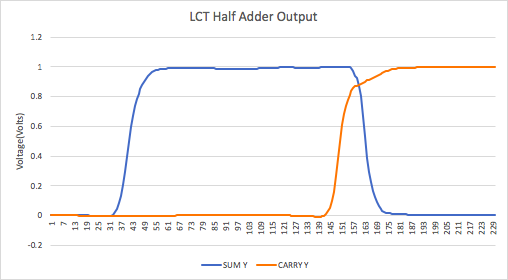 LCT Half Adder Output
Voltage(Volts)
1.2
1
0.8
0.6
0.4
0.2
0
-0.2
1 7 13 19 25 31 37 43 49 55 61 67 73 79 85 91 97 103 109 115 121 127 133 139 145 151 157 163 169 175 181 187 193 199 205 211 217 223 229
SUM Y CARRY Y